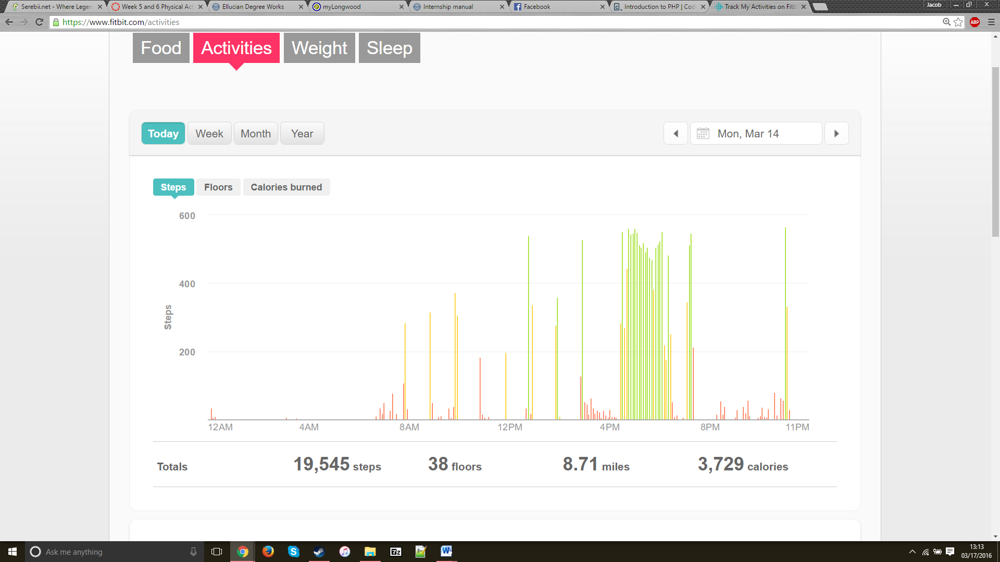 Serebii.net - Where Legen
Week 5 and 6 Physical Act
Ellucian Degree Works
myLongwood
Internship manual
Facebook
Introduction to PHP | Cod
Track My Activities on Fitb
Jacob
https://www.fitbit.com/activities
ABP
Food
Activities
Weight
Sleep
Today
Week
Month
Year
Mon, Mar 14
Steps
Floors
Calories burned
600
400
200
Steps
12AM
4AM
8AM
12PM
4PM
8PM
11PM
Totals
19,545 steps
38 floors
8.71 miles
3,729 calories
Ask me anything
7z
13:13
03/17/2016